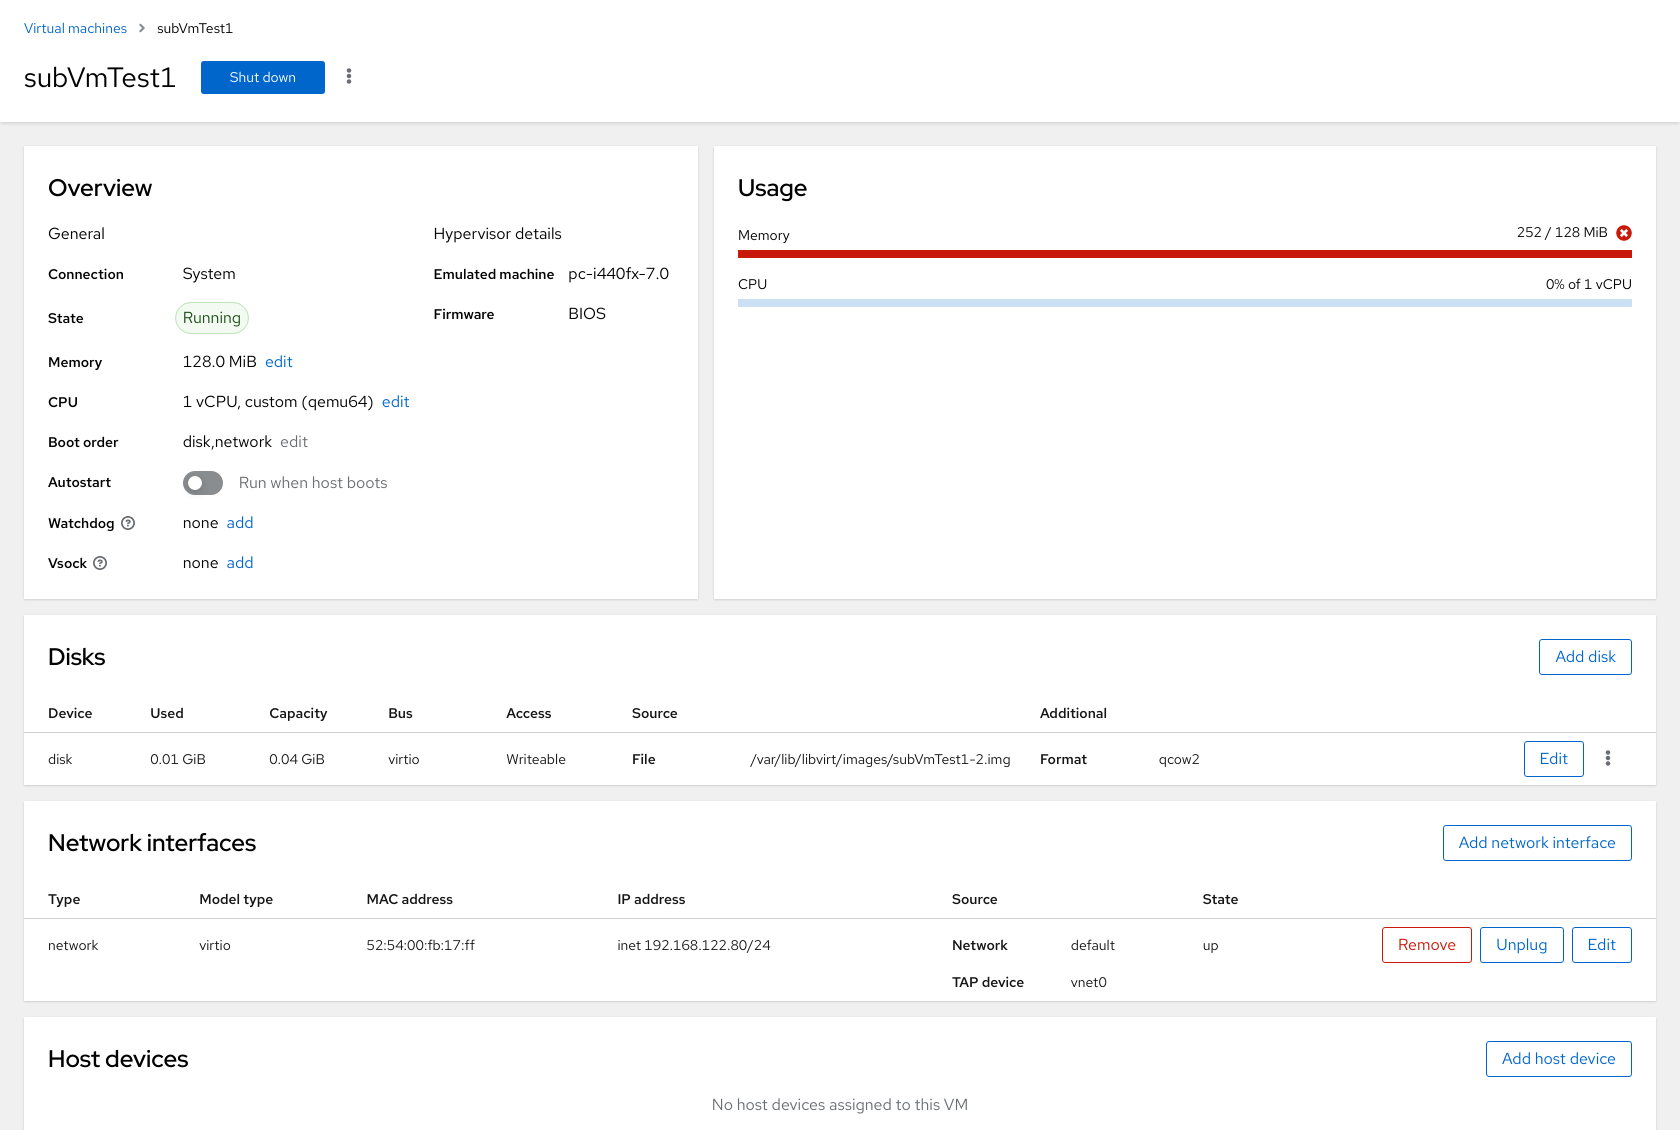 Virtual machines > subVmTest1
subVmTest1 Shut down
Overview
General
Connection System
State Running
Memory 128.0 MiB edit
CPU 1 vCPU, custom (qemu64) edit
Boot order disk,network edit
Autostart Run when host boots
Watchdog none add
Vsock none add
Hypervisor details
Emulated machine pc-i440fx-7.0
Firmware BIOS
Usage
Memory 252 / 128 MiB
CPU 0% of 1 vCPU
Disks Add disk
Device Used Capacity Bus Access Source Additional
disk 0.01 GiB 0.04 GiB virtio Writeable File /var/lib/libvirt/images/subVmTest1-2.img Format qcow2 Edit
Network interfaces Add network interface
Type Model type MAC address IP address Source State
network virtio 52:54:00:fb:17:ff inet 192.168.122.80/24 Network default up Remove Unplug Edit
TAP device vnet0
Host devices Add host device
No host devices assigned to this VM